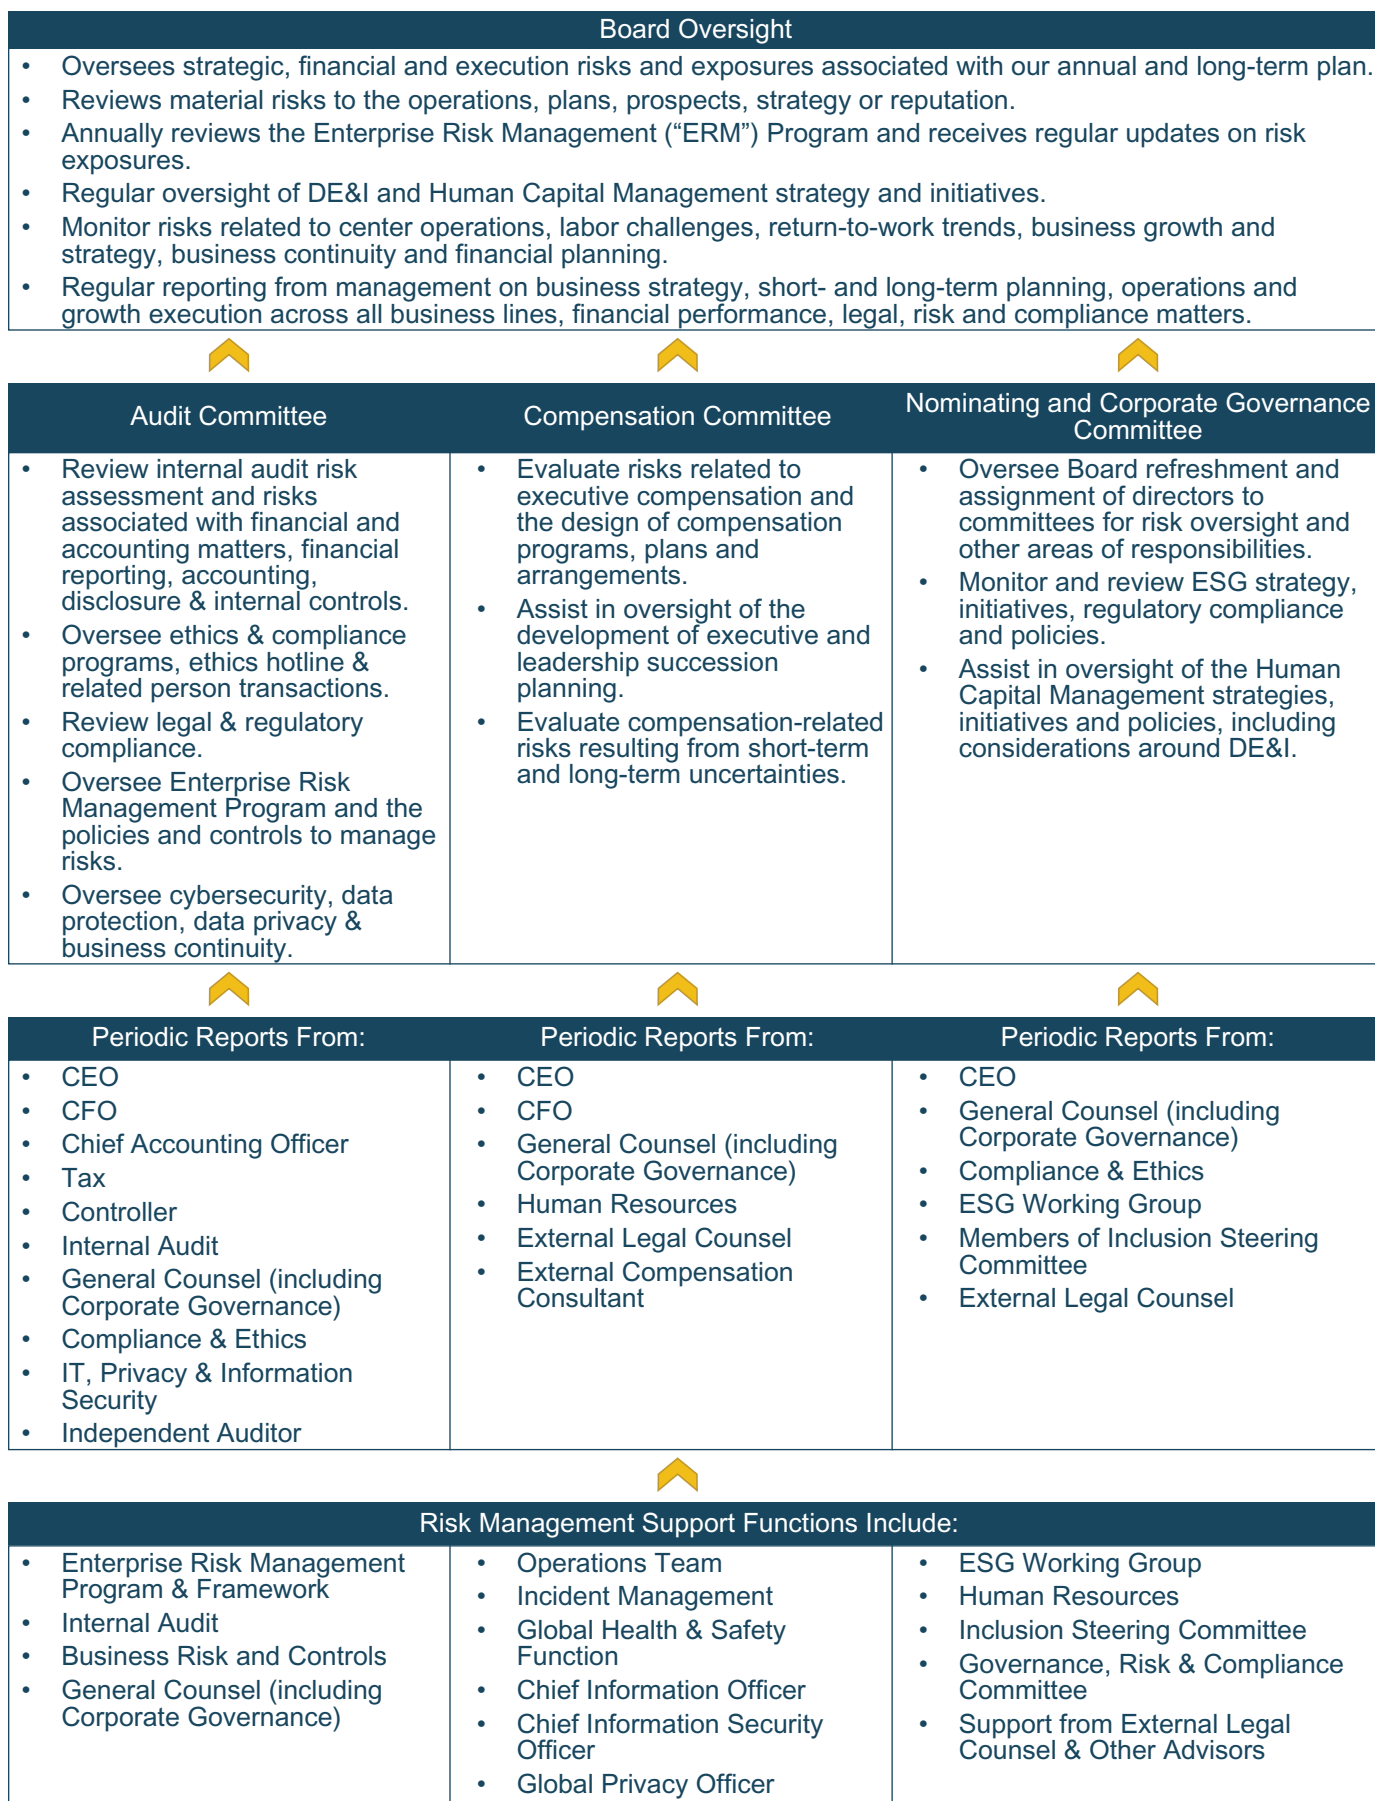 Board Oversight
• Oversees strategic, financial and execution risks and exposures associated with our annual and long-term plan.
• Reviews material risks to the operations, plans, prospects, strategy or reputation.
• Annually reviews the Enterprise Risk Management (“ERM”) Program and receives regular updates on risk
exposures.
• Regular oversight of DE&I and Human Capital Management strategy and initiatives.
• Monitor risks related to center operations, labor challenges, return-to-work trends, business growth and
strategy, business continuity and financial planning.
• Regular reporting from management on business strategy, short- and long-term planning, operations and
growth execution across all business lines, financial performance, legal, risk and compliance matters.
Audit Committee
• Review internal audit risk
assessment and risks
associated with financial and
accounting matters, financial
reporting, accounting,
disclosure & internal controls.
• Oversee ethics & compliance
programs, ethics hotline &
related person transactions.
• Review legal & regulatory
compliance.
• Oversee Enterprise Risk
Management Program and the
policies and controls to manage
risks.
• Oversee cybersecurity, data
protection, data privacy &
business continuity.
Compensation Committee
• Evaluate risks related to
executive compensation and
the design of compensation
programs, plans and
arrangements.
• Assist in oversight of the
development of executive and
leadership succession
planning.
• Evaluate compensation-related
risks resulting from short-term
and long-term uncertainties.
Nominating and Corporate Governance
Committee
• Oversee Board refreshment and
assignment of directors to
committees for risk oversight and
other areas of responsibilities.
• Monitor and review ESG strategy,
initiatives, regulatory compliance
and policies.
• Assist in oversight of the Human
Capital Management strategies,
initiatives and policies, including
considerations around DE&I.
Periodic Reports From:
• CEO
• CFO
• Chief Accounting Officer
• Tax
• Controller
• Internal Audit
• General Counsel (including
Corporate Governance)
• Compliance & Ethics
• IT, Privacy & Information
Security
• Independent Auditor
Periodic Reports From:
• CEO
• CFO
• General Counsel (including
Corporate Governance)
• Human Resources
• External Legal Counsel
• External Compensation
Consultant
Periodic Reports From:
• CEO
• General Counsel (including
Corporate Governance)
• Compliance & Ethics
• ESG Working Group
• Members of Inclusion Steering
Committee
• External Legal Counsel
Risk Management Support Functions Include:
• Enterprise Risk Management
Program & Framework
• Internal Audit
• Business Risk and Controls
• General Counsel (including
Corporate Governance)
• Operations Team
• Incident Management
• Global Health & Safety
Function
• Chief Information Officer
• Chief Information Security
Officer
• Global Privacy Officer
• ESG Working Group
• Human Resources
• Inclusion Steering Committee
• Governance, Risk & Compliance
Committee
• Support from External Legal
Counsel & Other Advisors